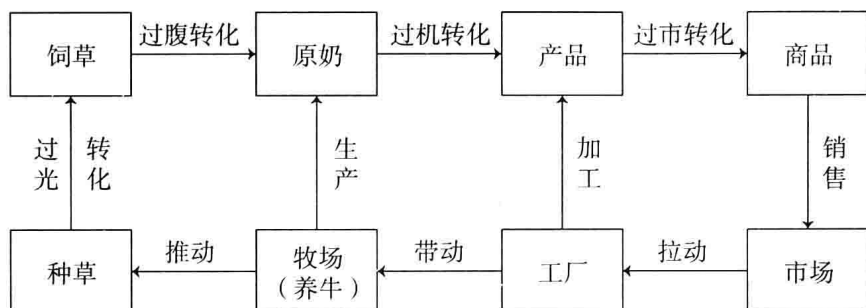 饲草 过腹转化 原奶 过机转化 产品 过市转化 商品
过光 转化 生产 加工 销售
种草 推动 牧场 带动 工厂 拉动 市场
（养牛）